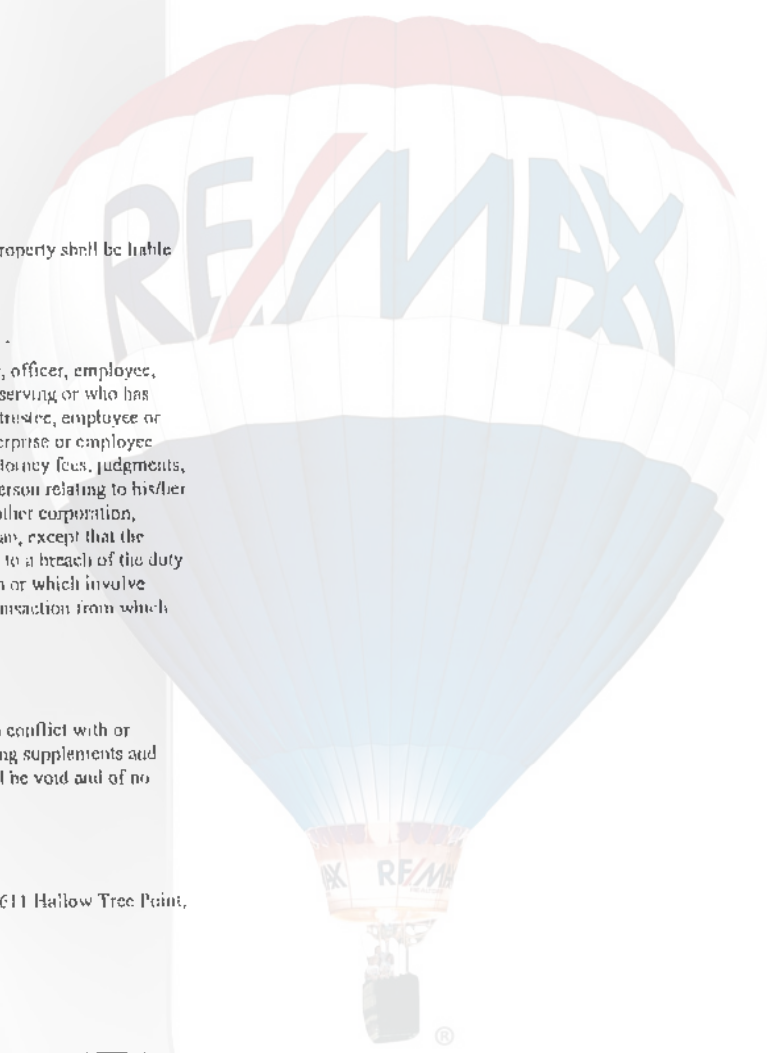 RE/MAX
roperty shall be liable
, officer, employee,
serving or who has
trustee, employee or
erprise or employee
torney fees, judgments,
erson relating to his/her
other corporation,
an, except that the
to a breach of the duty
n or which involve
nsaction from which
conflict with or
ng supplements and
l be void and of no
611 Hallow Tree Point,
AX RE/MA
®